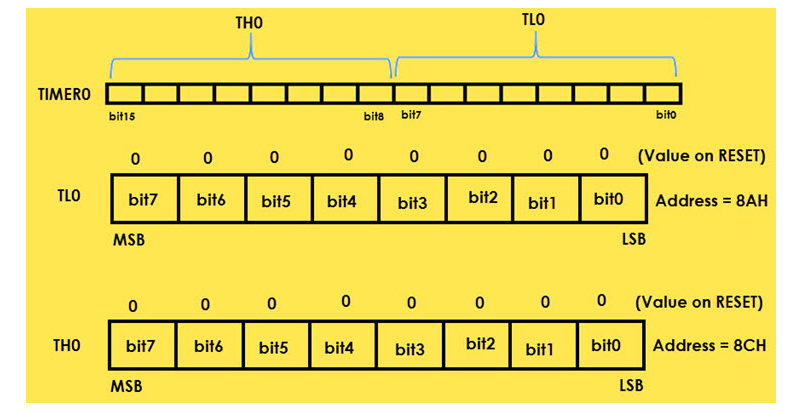 TH0 TL0
TIMER0
bit15 bit8 bit7 bit0
0 0 0 0 0 0 0 0 (Value on RESET)
TL0 bit7 bit6 bit5 bit4 bit3 bit2 bit1 bit0 Address = 8AH
MSB LSB
0 0 0 0 0 0 0 0 (Value on RESET)
TH0 bit7 bit6 bit5 bit4 bit3 bit2 bit1 bit0 Address = 8CH
MSB LSB